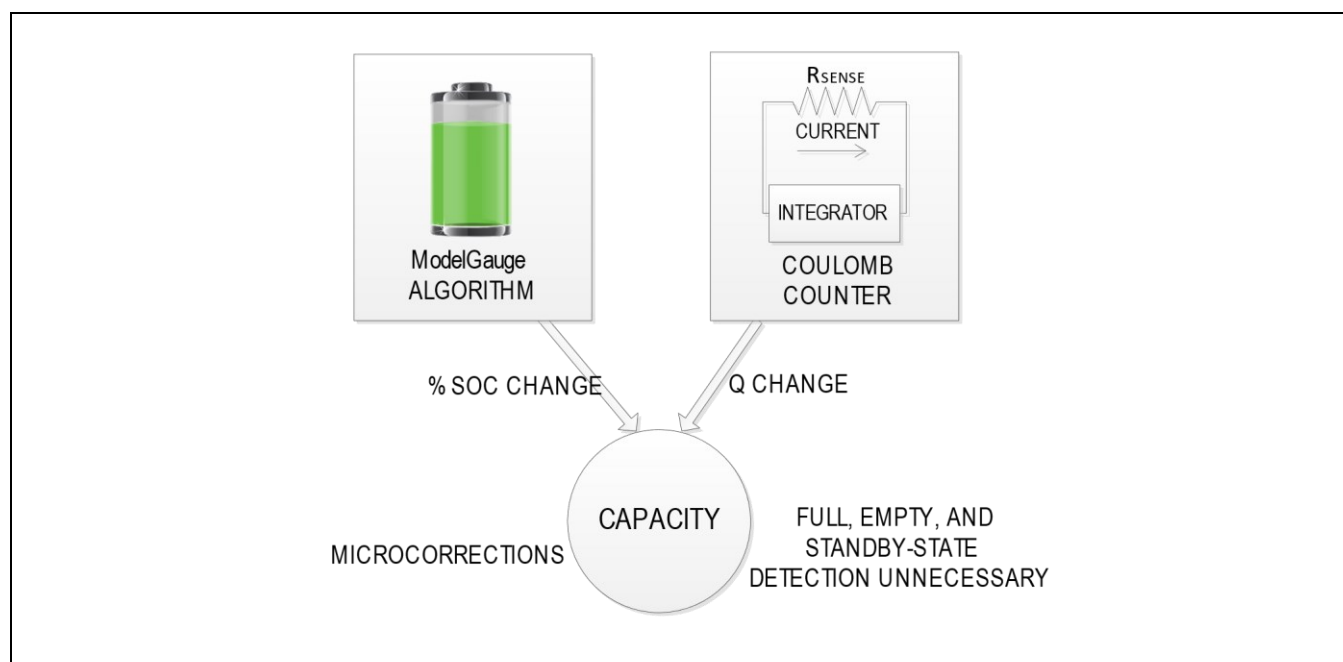 ModelGauge
ALGORITHM
RSENSE
CURRENT
INTEGRATOR
COULOMB
COUNTER
% SOC CHANGE
Q CHANGE
CAPACITY
MICROCORRECTIONS
FULL, EMPTY, AND
STANDBY-STATE
DETECTION UNNECESSARY